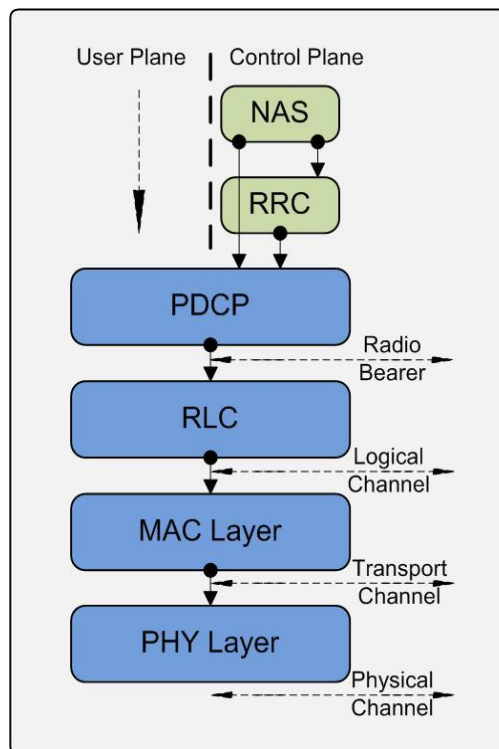 User Plane
Control Plane
NAS
RRC
PDCP
Radio
Bearer
RLC
Logical
Channel
MAC Layer
Transport
Channel
PHY Layer
Physical
Channel